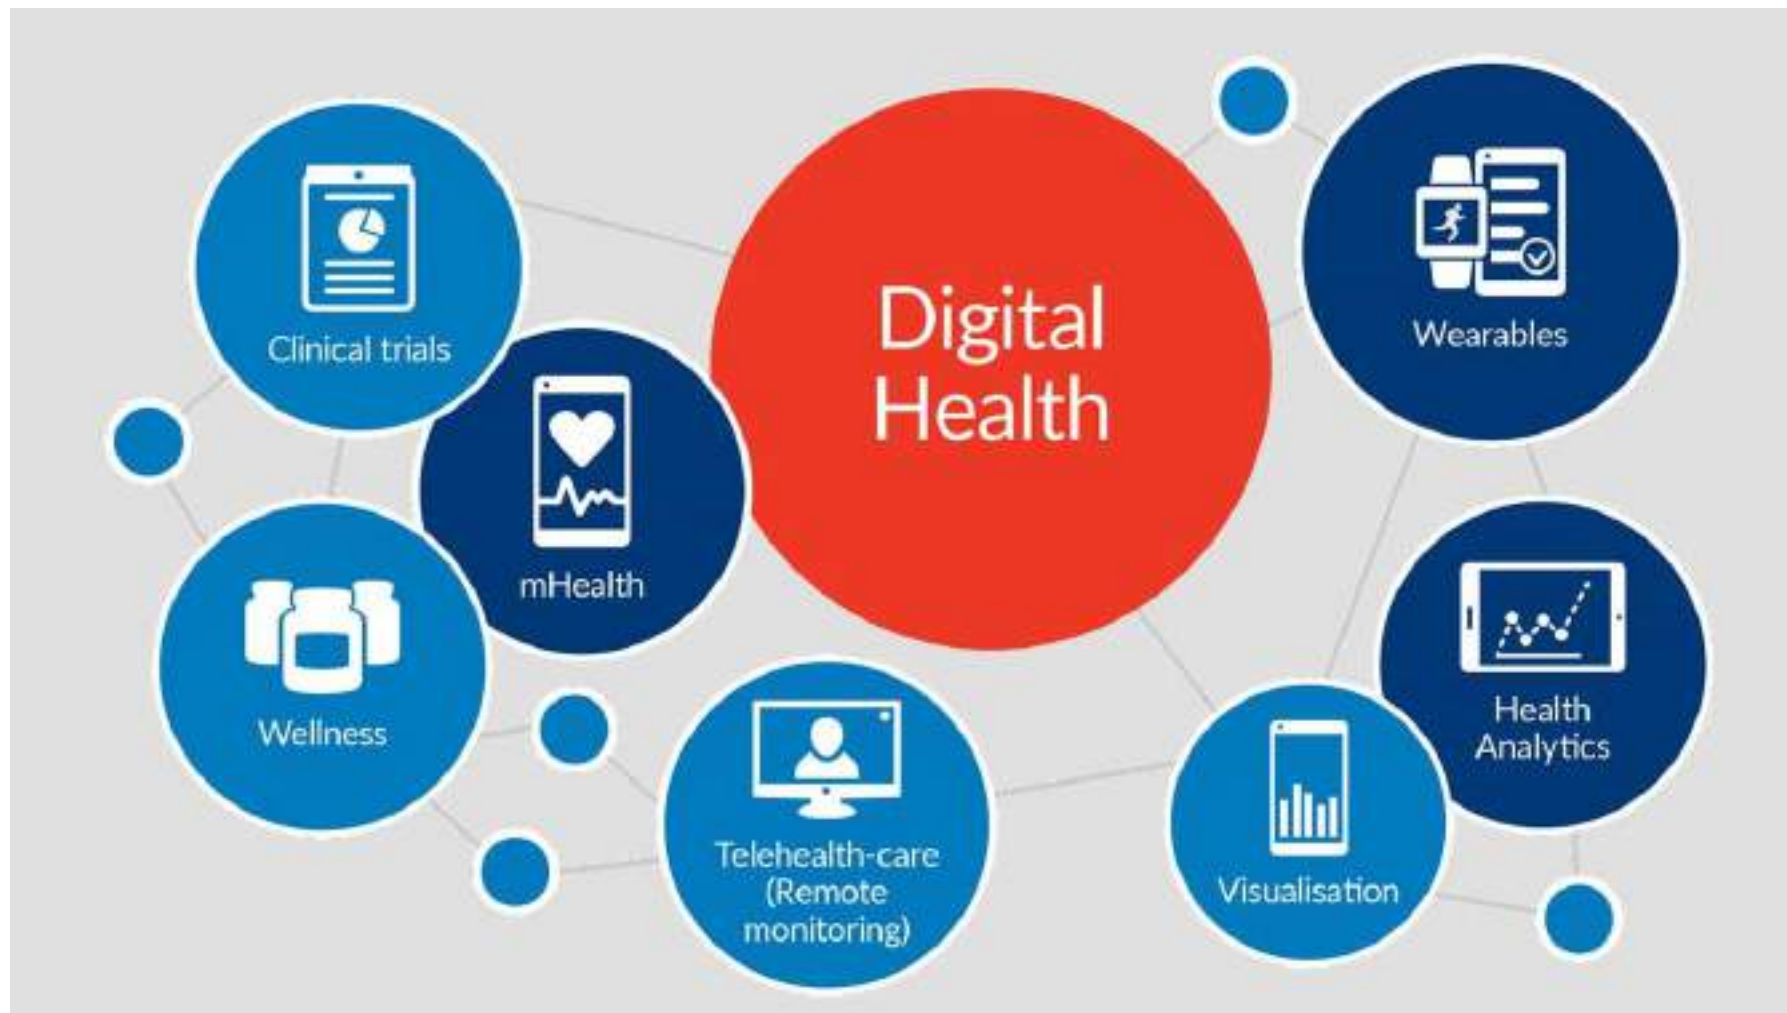 Digital
Health
Clinical trials
Wearables
mHealth
Health
Analytics
Wellness
Telehealth-care
(Remote
monitoring)
Visualisation